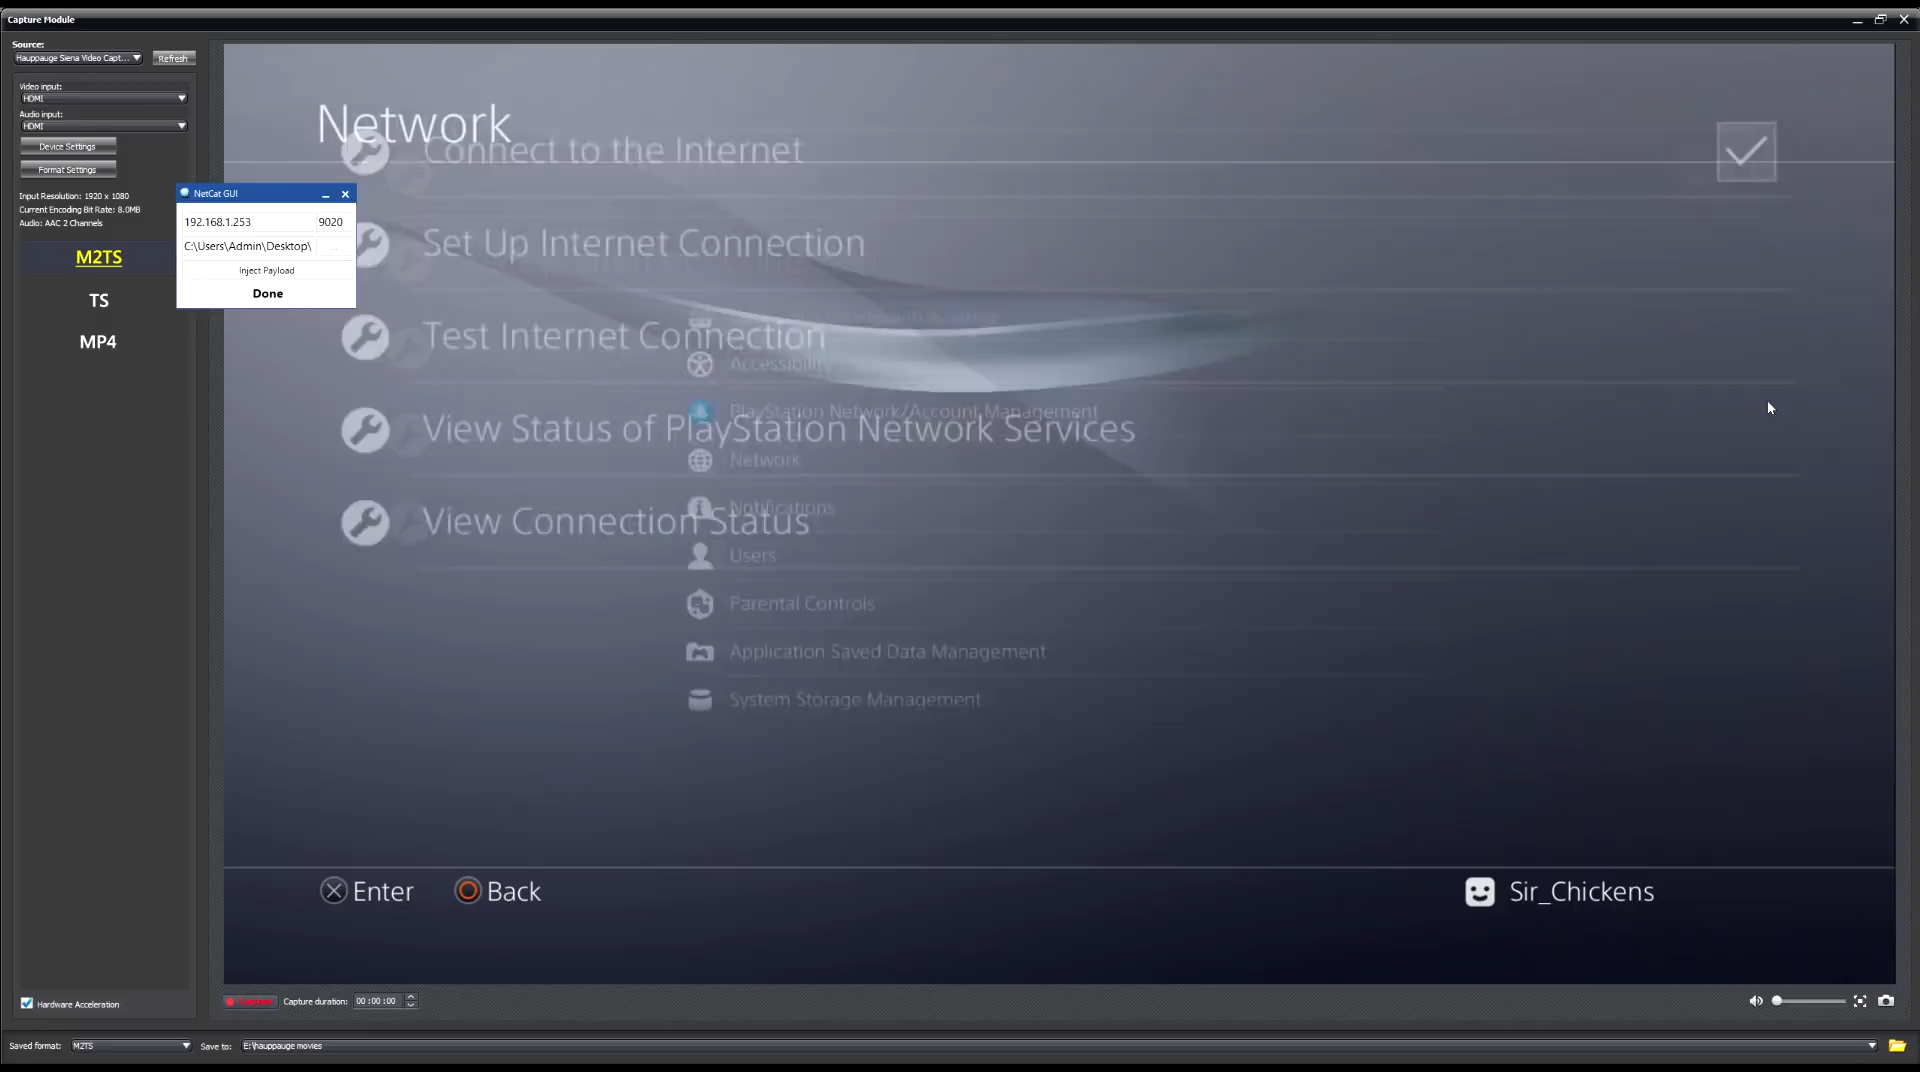 Capture Module
Source:
Hauppauge Siena Video Capt...
Refresh
Video input:
HDMI
Audio input:
HDMI
Device Settings
Format Settings
Input Resolution: 1920 x 1080
Current Encoding Bit Rate: 8.0MB
Audio: AAC 2 Channels
M2TS
TS
MP4
NetCat GUI
192.168.1.253
9020
C:\Users\Admin\Desktop\
...
Inject Payload
Done
Network
Connect to the Internet
Set Up Internet Connection
Test Internet Connection
Accessibility
PlayStation Network/Account Management
View Status of PlayStation Network Services
Network
Notifications
View Connection Status
Users
Parental Controls
Application Saved Data Management
System Storage Management
Enter
Back
Sir_Chickens
Hardware Acceleration
Capture
Capture duration:
00:00:00
Saved format:
M2TS
Save to:
E:\hauppauge movies